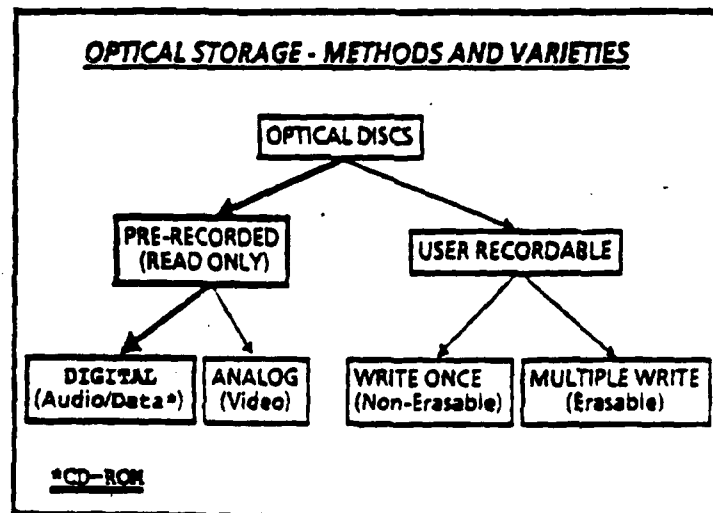 OPTICAL STORAGE - METHODS AND VARIETIES
OPTICAL DISCS
PRE-RECORDED
(READ ONLY)
USER RECORDABLE
DIGITAL
(Audio/Data*)
ANALOG
(Video)
WRITE ONCE
(Non-Erasable)
MULTIPLE WRITE
(Erasable)
*CD-ROM